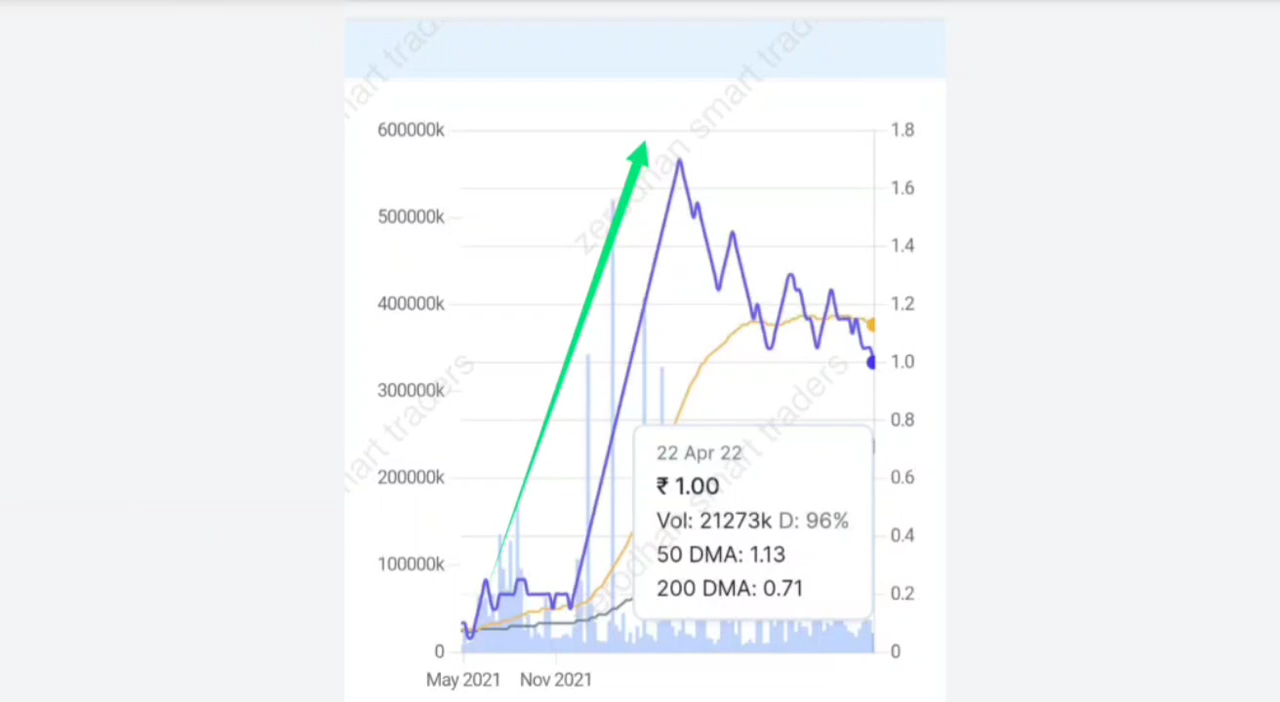 600000k
500000k
400000k
300000k
200000k
100000k
0
1.8
1.6
1.4
1.2
1.0
0.8
0.6
0.4
0.2
0
May 2021 Nov 2021
22 Apr 22
₹ 1.00
Vol: 21273k D: 96%
50 DMA: 1.13
200 DMA: 0.71
zerodhan smart traders
zerodhan smart traders
smart traders